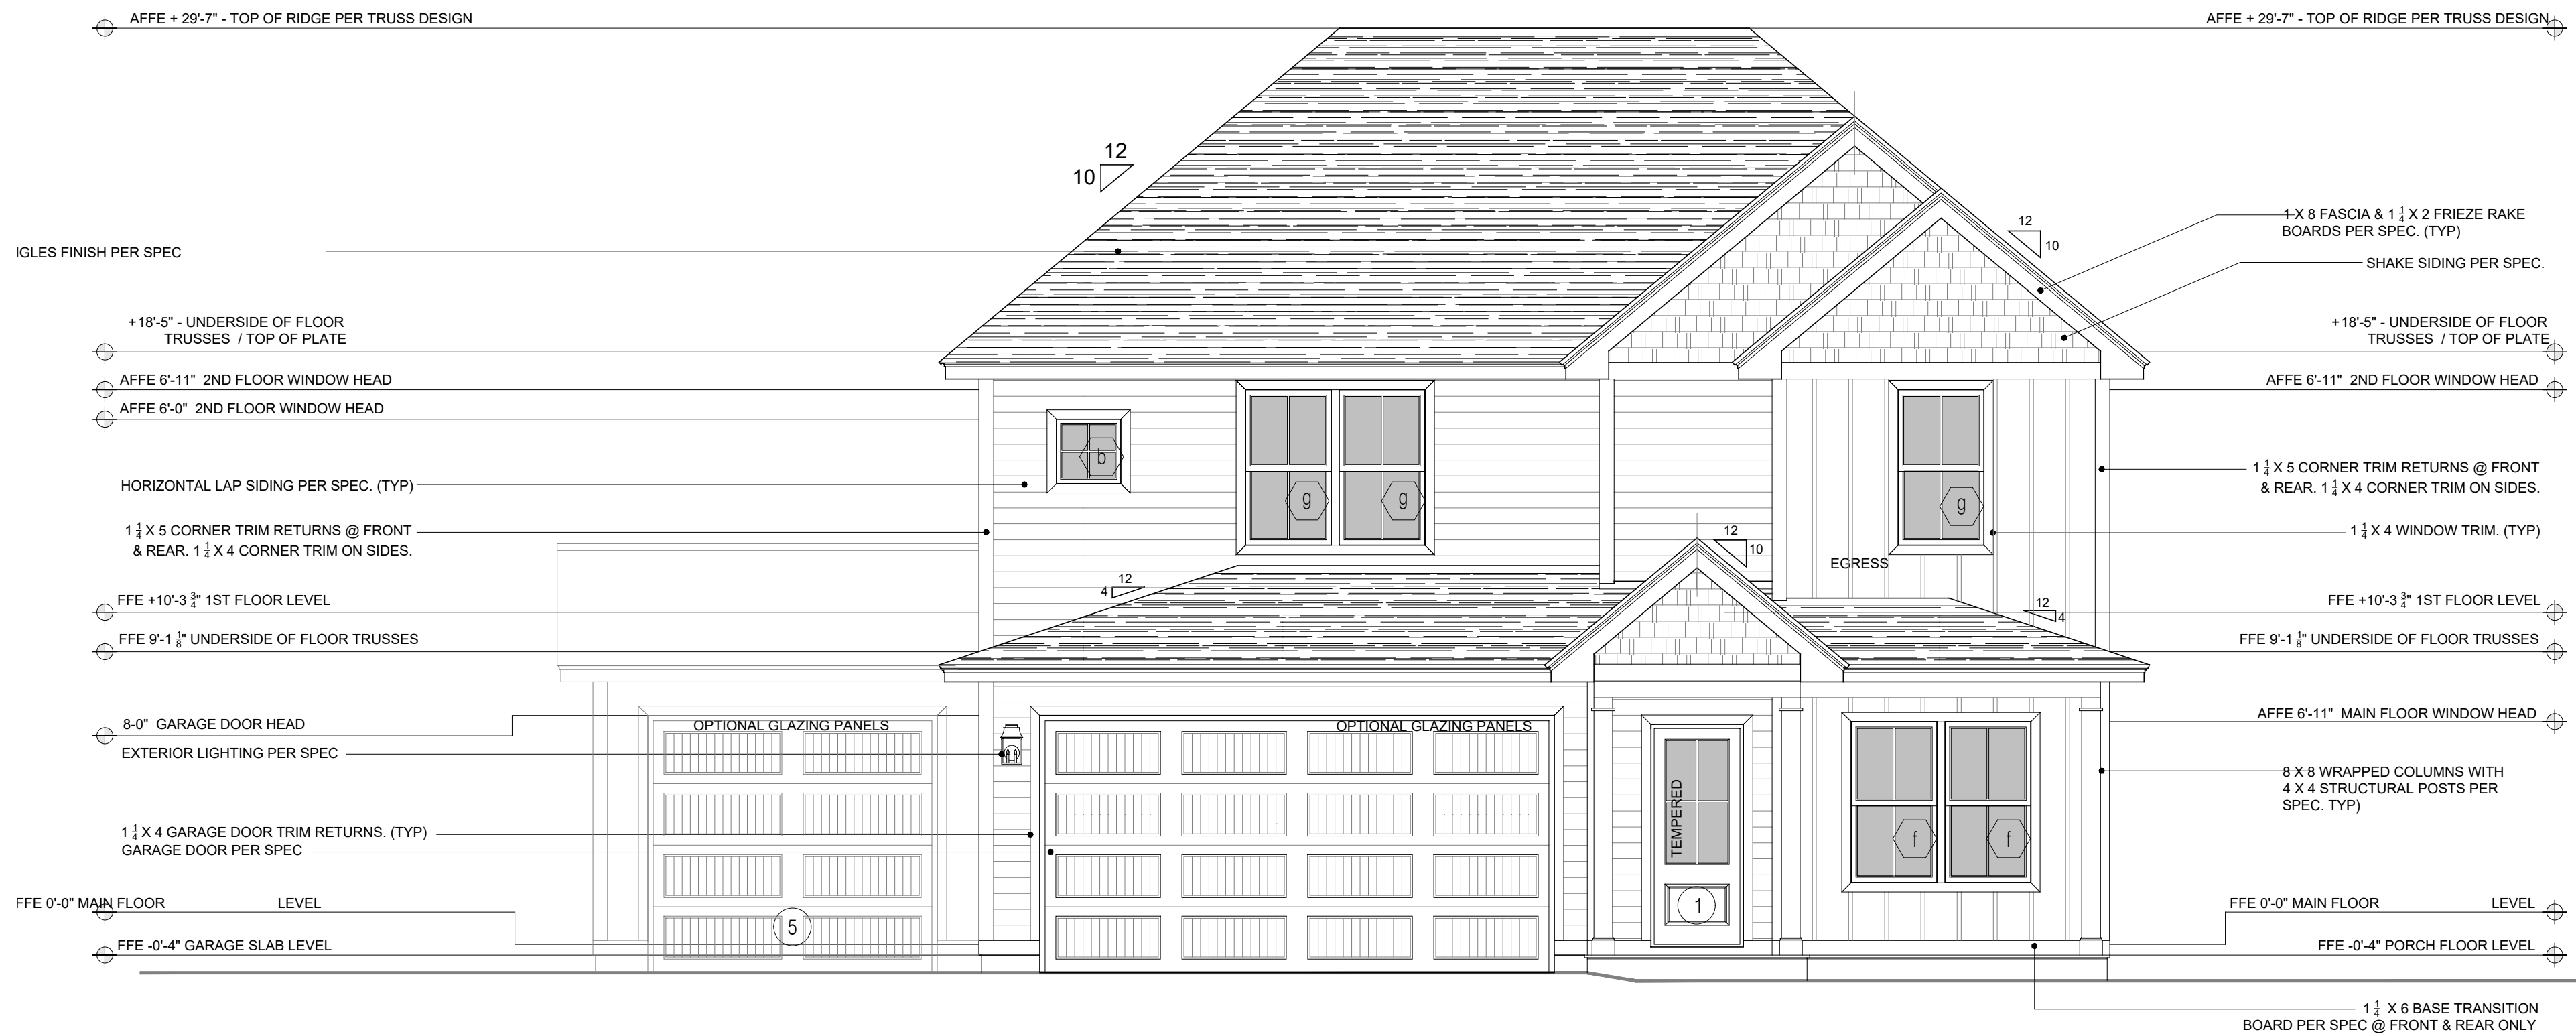 AFFE + 29'-7" - TOP OF RIDGE PER TRUSS DESIGN
AFFE + 29'-7" - TOP OF RIDGE PER TRUSS DESIGN
12
10
12
10
1 X 8 FASCIA & 1 1/4 X 2 FRIEZE RAKE
BOARDS PER SPEC. (TYP)
IGLES FINISH PER SPEC
SHAKE SIDING PER SPEC.
+18'-5" - UNDERSIDE OF FLOOR
TRUSSES / TOP OF PLATE
+18'-5" - UNDERSIDE OF FLOOR
TRUSSES / TOP OF PLATE
AFFE 6'-11" 2ND FLOOR WINDOW HEAD
AFFE 6'-11" 2ND FLOOR WINDOW HEAD
AFFE 6'-0" 2ND FLOOR WINDOW HEAD
b
g
g
g
HORIZONTAL LAP SIDING PER SPEC. (TYP)
1 1/4 X 5 CORNER TRIM RETURNS @ FRONT
& REAR. 1 1/4 X 4 CORNER TRIM ON SIDES.
1 1/4 X 5 CORNER TRIM RETURNS @ FRONT
& REAR. 1 1/4 X 4 CORNER TRIM ON SIDES.
1 1/4 X 4 WINDOW TRIM. (TYP)
12
10
EGRESS
12
4
12
4
FFE +10'-3 3/4" 1ST FLOOR LEVEL
FFE +10'-3 3/4" 1ST FLOOR LEVEL
FFE 9'-1 1/8" UNDERSIDE OF FLOOR TRUSSES
FFE 9'-1 1/8" UNDERSIDE OF FLOOR TRUSSES
8-0" GARAGE DOOR HEAD
OPTIONAL GLAZING PANELS
OPTIONAL GLAZING PANELS
AFFE 6'-11" MAIN FLOOR WINDOW HEAD
EXTERIOR LIGHTING PER SPEC
8 X 8 WRAPPED COLUMNS WITH
4 X 4 STRUCTURAL POSTS PER
SPEC. TYP)
TEMPERED
f
f
1 1/4 X 4 GARAGE DOOR TRIM RETURNS. (TYP)
GARAGE DOOR PER SPEC
FFE 0'-0" MAIN FLOOR LEVEL
5
1
FFE 0'-0" MAIN FLOOR LEVEL
FFE -0'-4" GARAGE SLAB LEVEL
FFE -0'-4" PORCH FLOOR LEVEL
1 1/4 X 6 BASE TRANSITION
BOARD PER SPEC @ FRONT & REAR ONLY